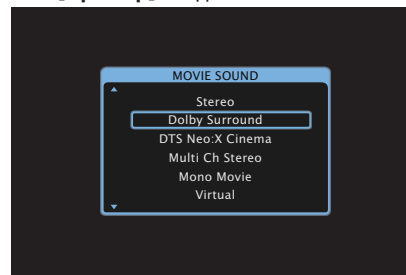 MOVIE SOUND
Stereo
Dolby Surround
DTS Neo:X Cinema
Multi Ch Stereo
Mono Movie
Virtual